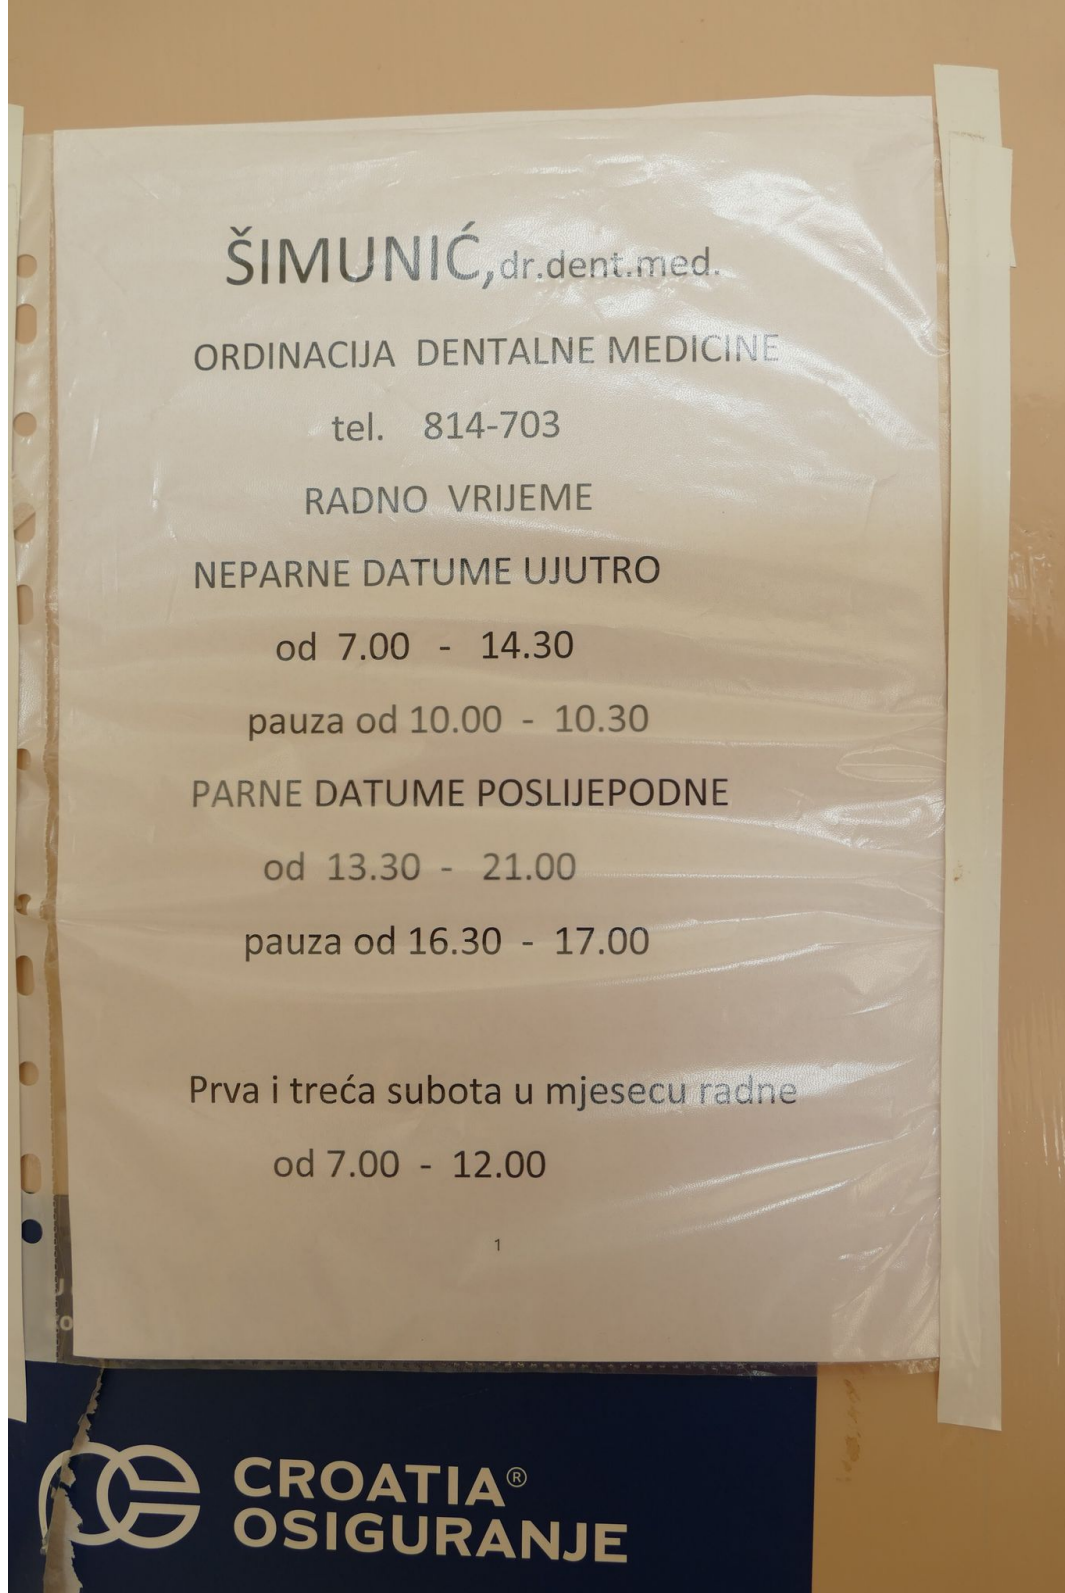 ŠIMUNIĆ,dr.dent.med.
ORDINACIJA DENTALNE MEDICINE
tel. 814-703
RADNO VRIJEME
NEPARNE DATUME UJUTRO
od 7.00 - 14.30
pauza od 10.00 - 10.30
PARNE DATUME POSLIJEPODNE
od 13.30 - 21.00
pauza od 16.30 - 17.00
Prva i treća subota u mjesecu radne
od 7.00 - 12.00
1
CROATIA®
OSIGURANJE